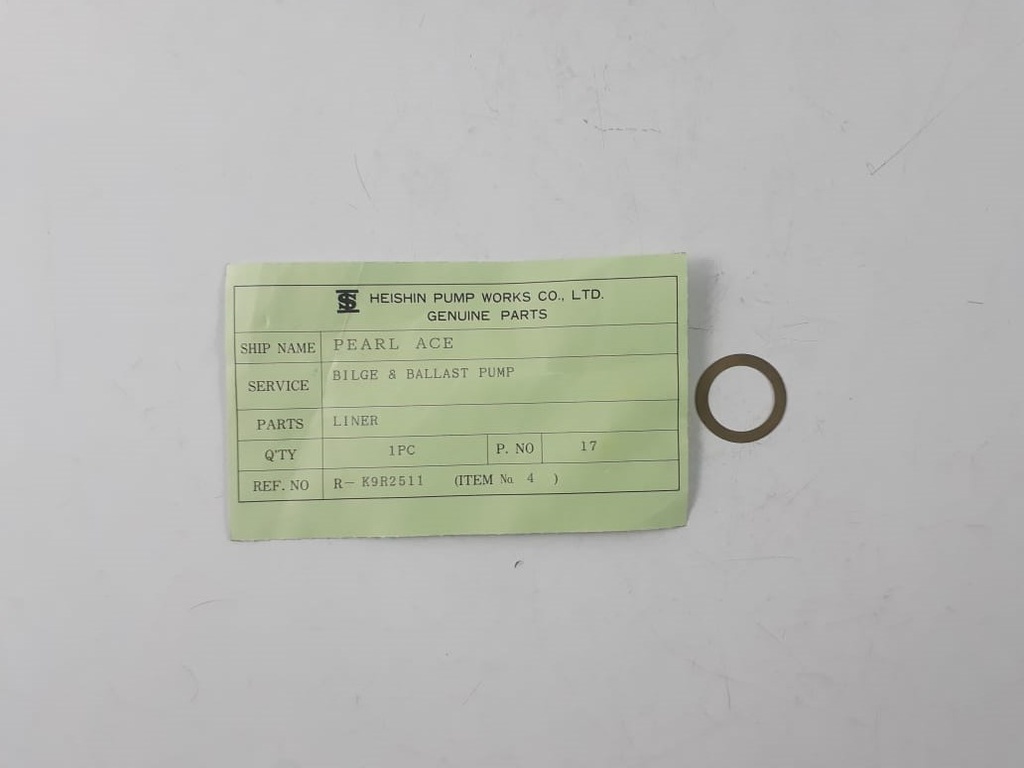 HEISHIN PUMP WORKS CO., LTD.
GENUINE PARTS
SHIP NAME PEARL ACE
SERVICE BILGE & BALLAST PUMP
PARTS LINER
Q'TY 1PC P. NO 17
REF. NO R- K9R2511 (ITEM No. 4 )